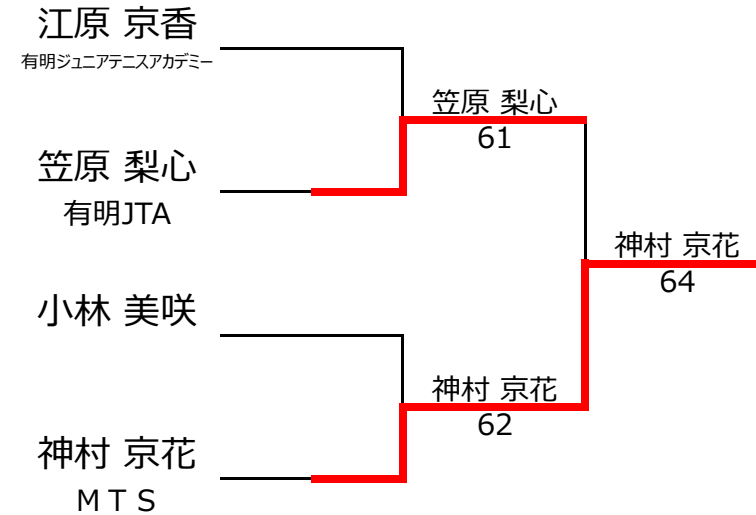 江原 京香
有明ジュニアテニスアカデミー
笠原 梨心
61
笠原 梨心
有明JTA
神村 京花
64
小林 美咲
神村 京花
62
神村 京花
ＭＴＳ